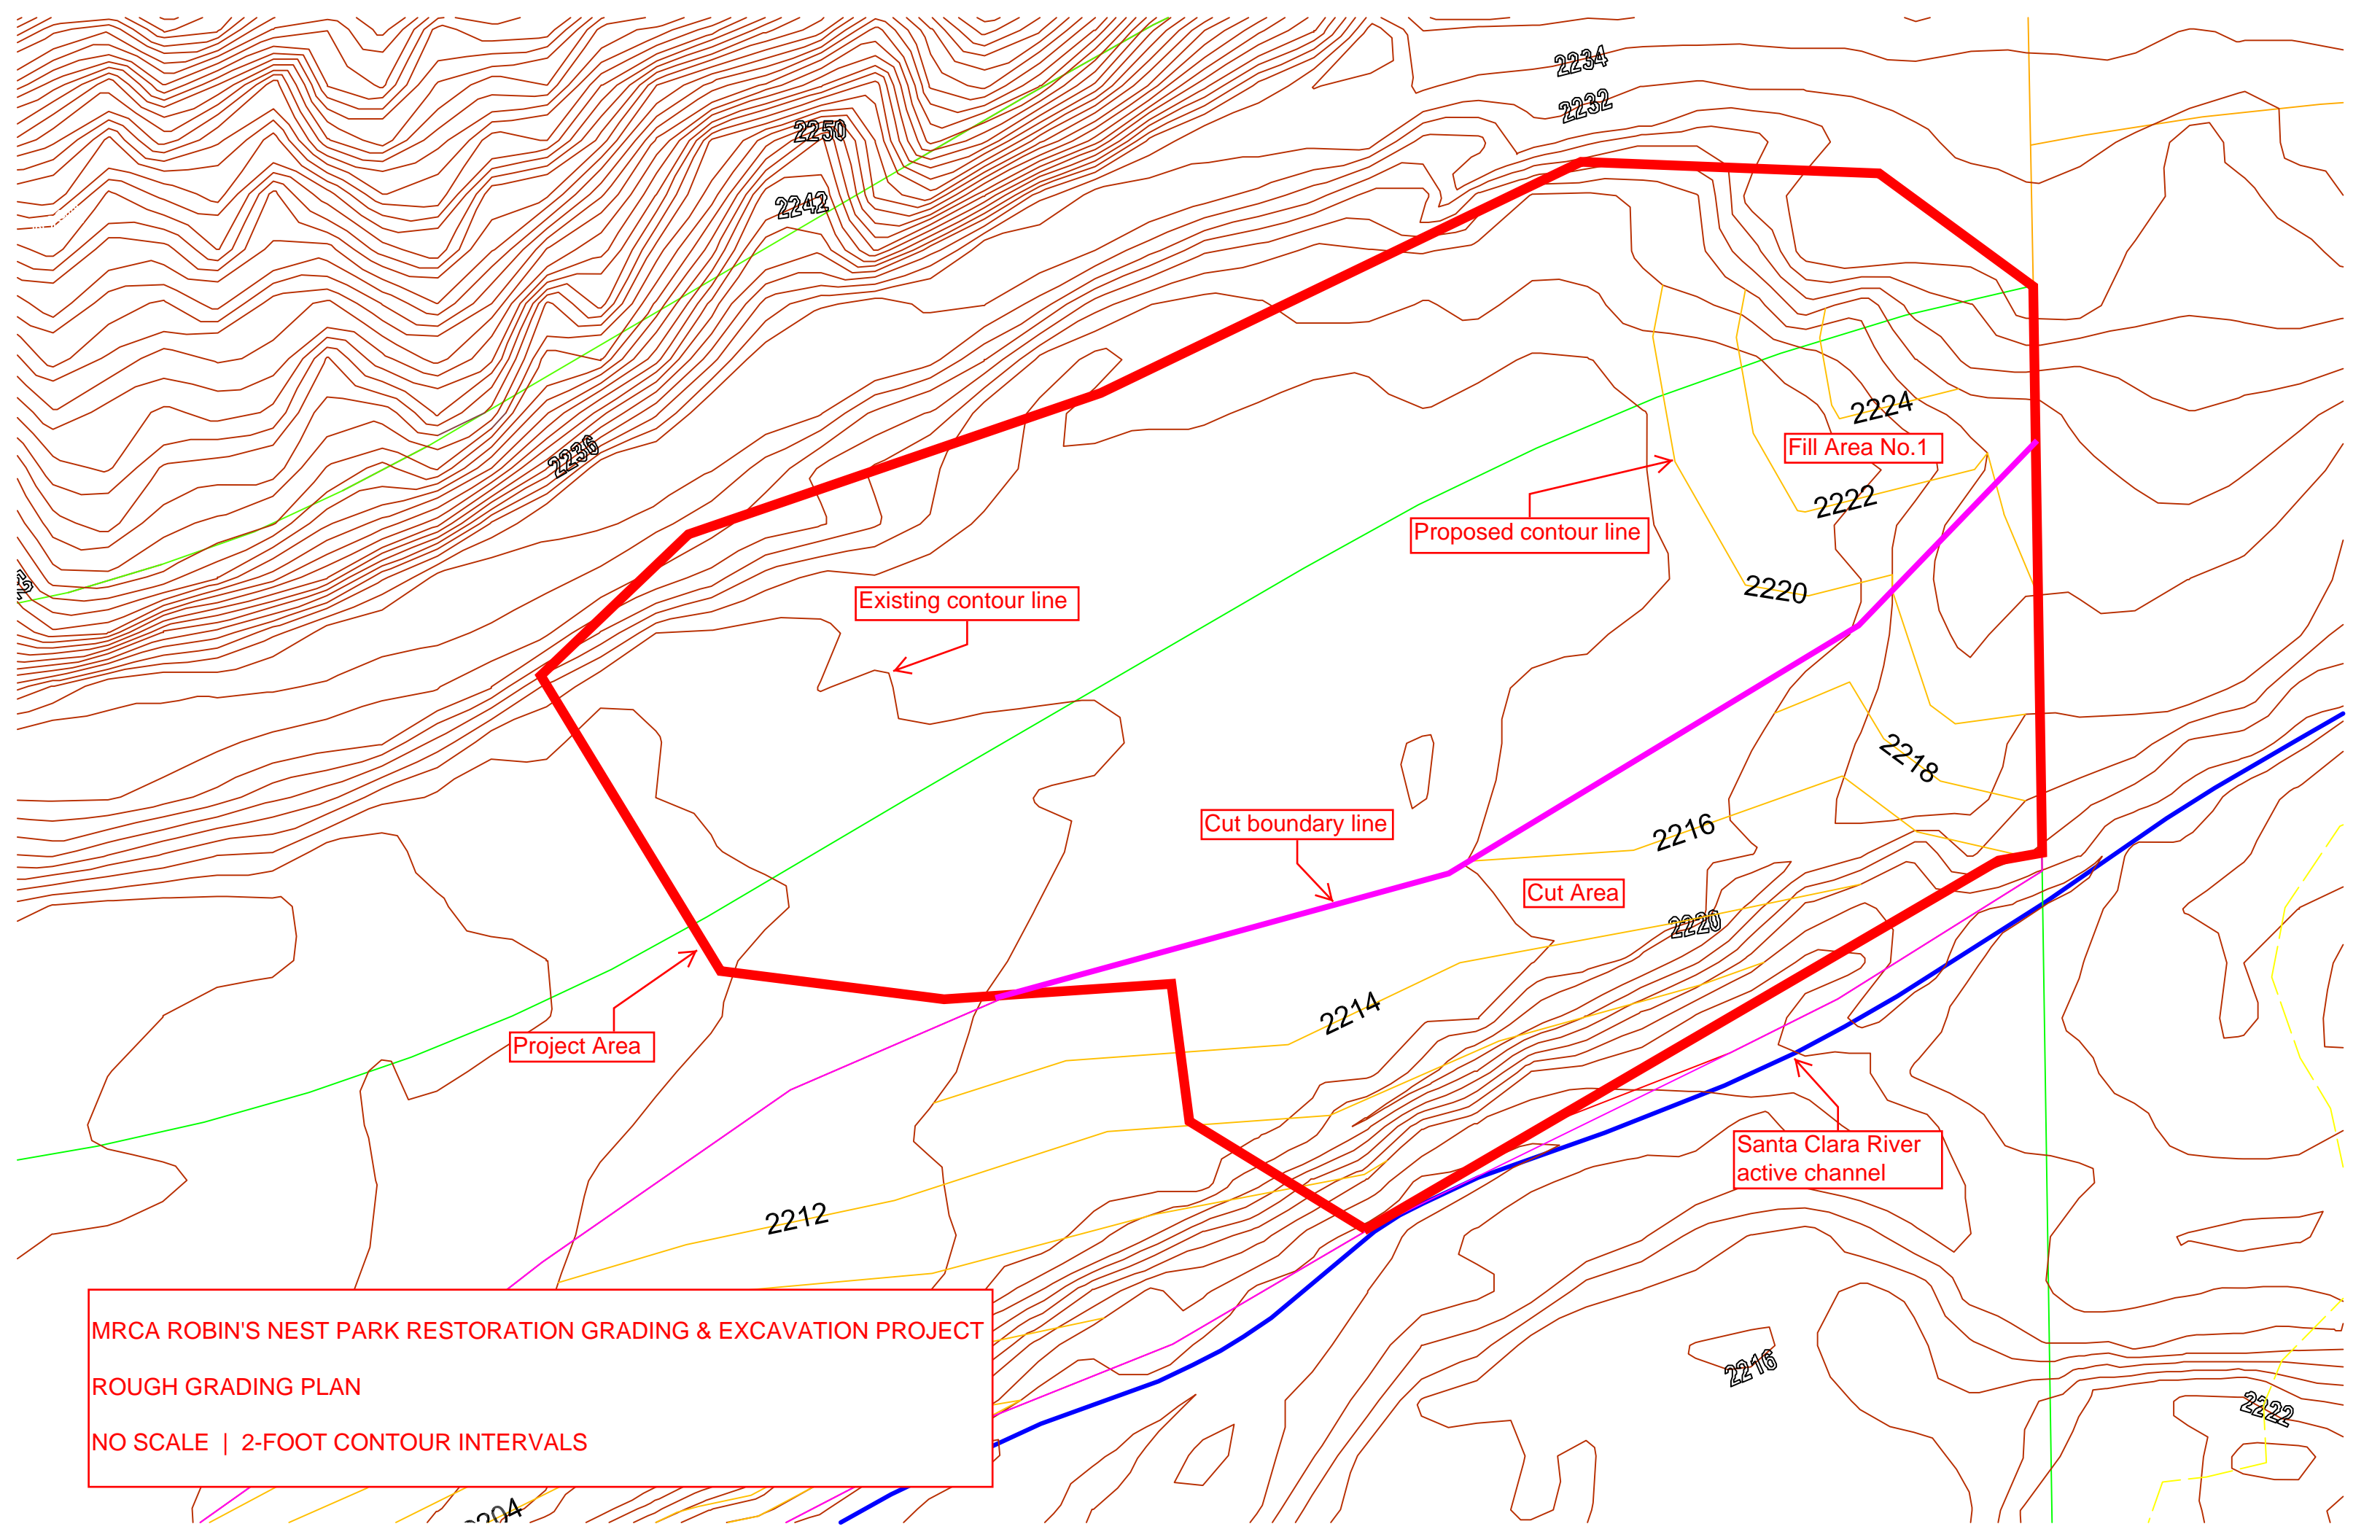 2234
2232
2250
2242
2236
2224
Fill Area No.1
2222
Proposed contour line
2220
Existing contour line
2218
Cut boundary line
2216
Cut Area
2220
2214
Project Area
Santa Clara River
active channel
2212
MRCA ROBIN'S NEST PARK RESTORATION GRADING & EXCAVATION PROJECT
ROUGH GRADING PLAN
NO SCALE | 2-FOOT CONTOUR INTERVALS
2216
2222
2204